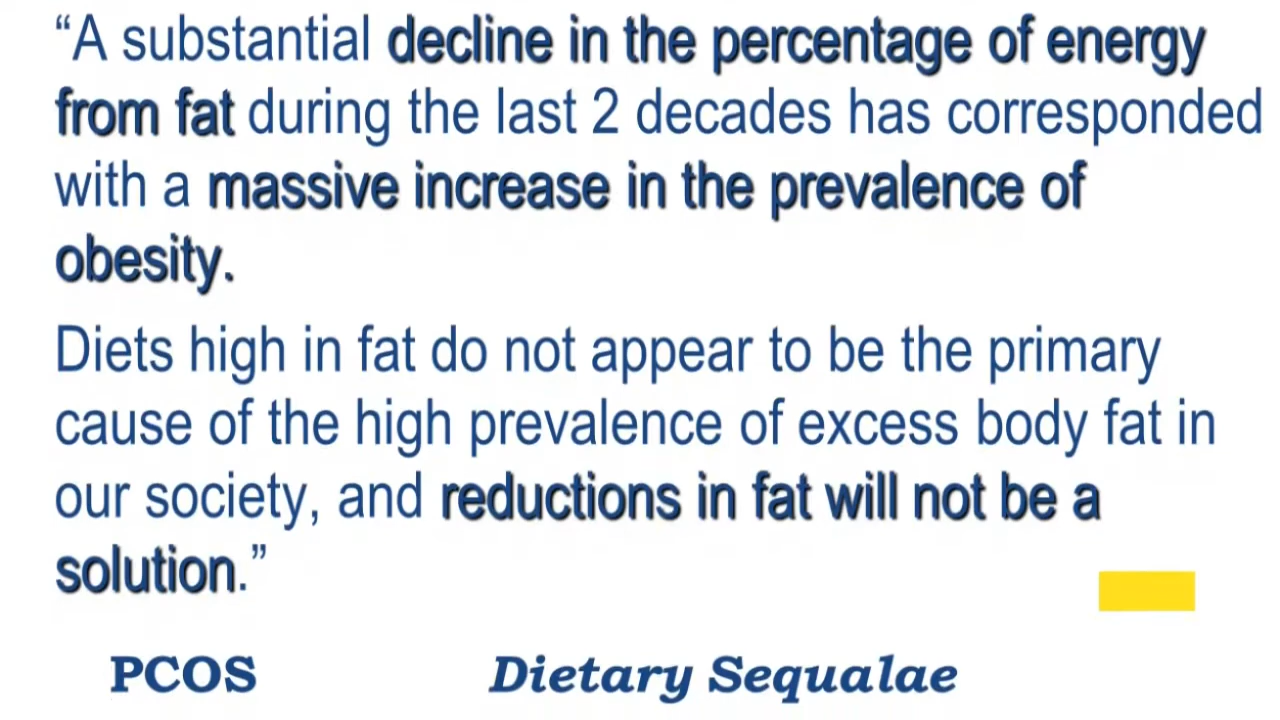 “A substantial decline in the percentage of energy
from fat during the last 2 decades has corresponded
with a massive increase in the prevalence of
obesity.
Diets high in fat do not appear to be the primary
cause of the high prevalence of excess body fat in
our society, and reductions in fat will not be a
solution.”
PCOS Dietary Sequalae